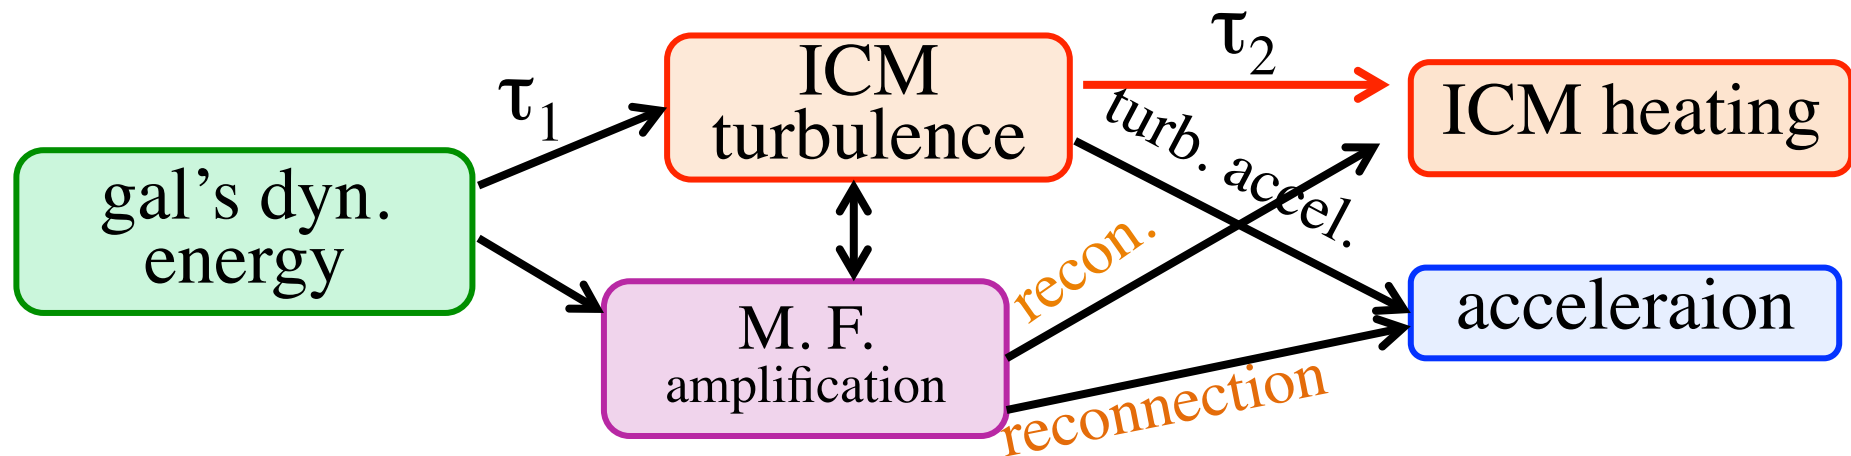 τ2
τ1
ICM
turbulence
ICM heating
turb. accel.
gal’s dyn.
energy
recon.
M. F.
amplification
acceleraion
reconnection